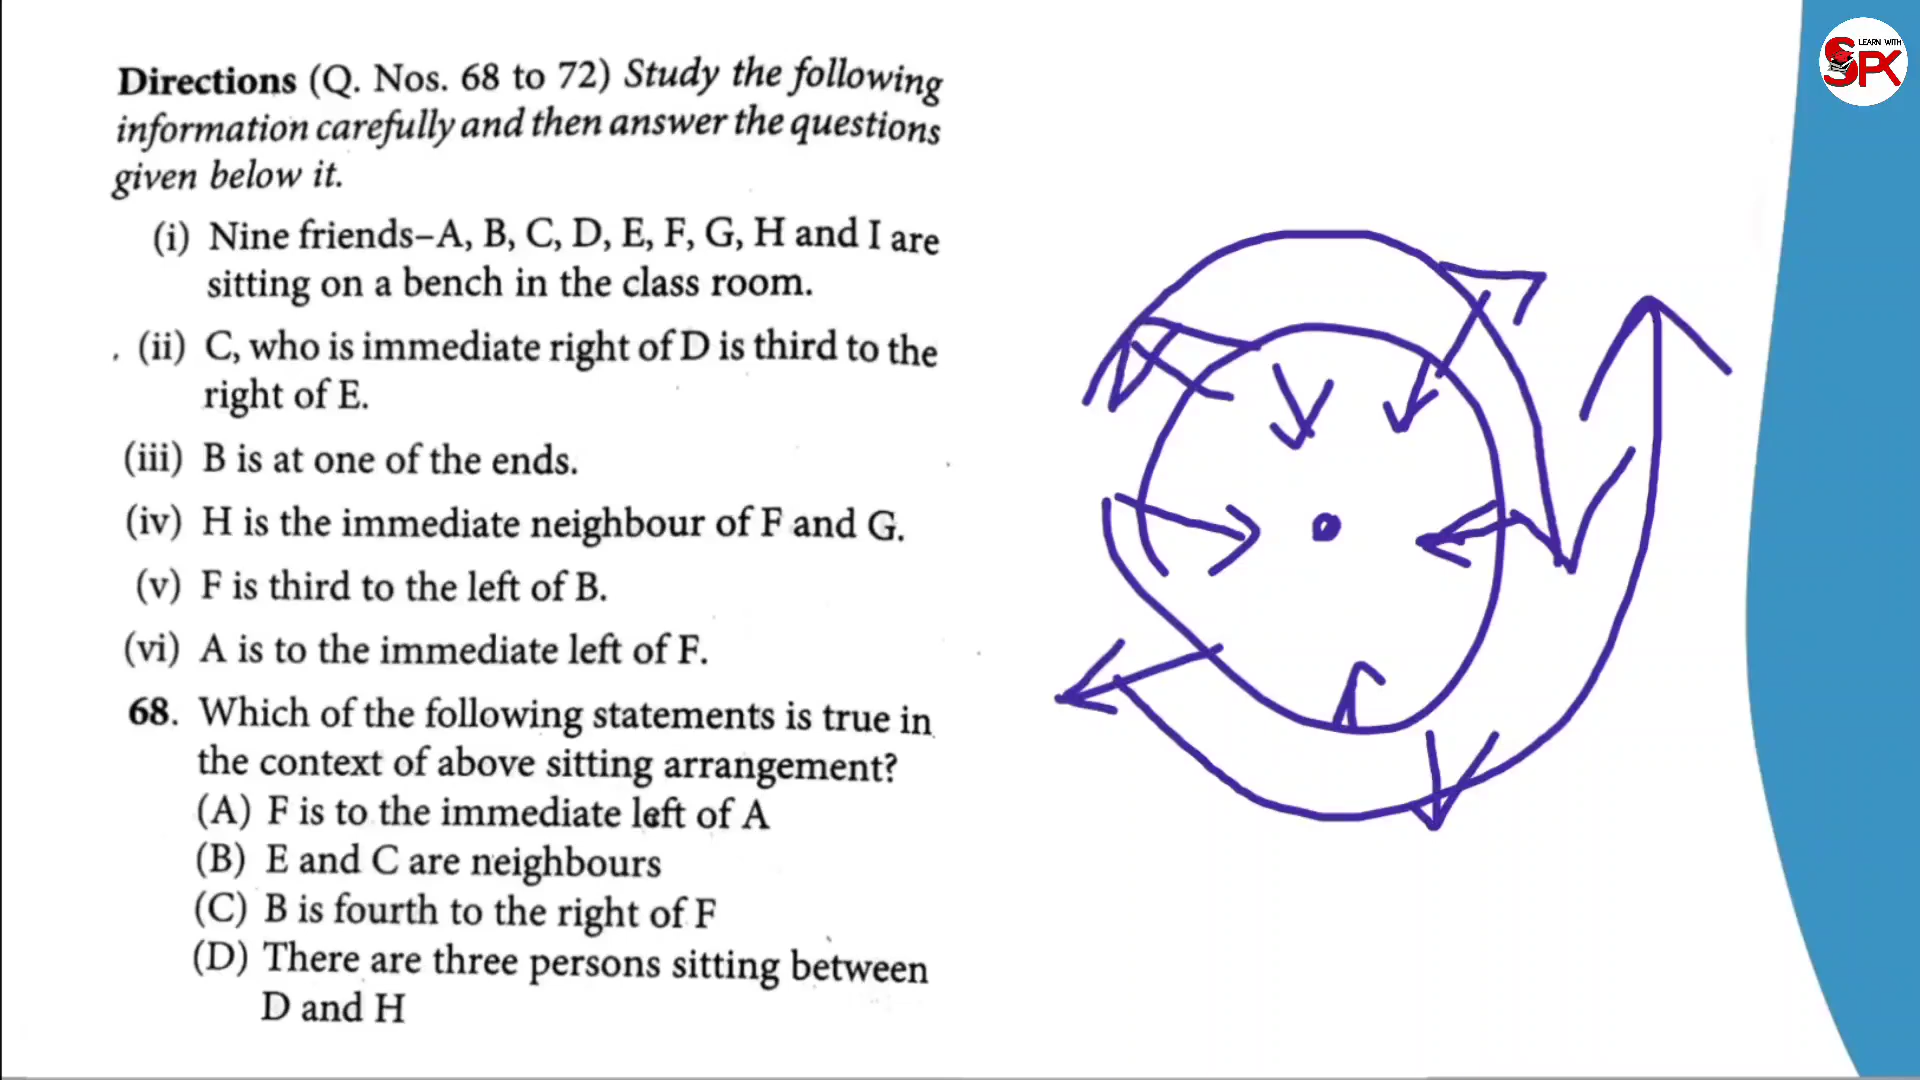 Directions (Q. Nos. 68 to 72) Study the following
information carefully and then answer the questions
given below it.
(i) Nine friends–A, B, C, D, E, F, G, H and I are
sitting on a bench in the class room.
(ii) C, who is immediate right of D is third to the
right of E.
(iii) B is at one of the ends.
(iv) H is the immediate neighbour of F and G.
(v) F is third to the left of B.
(vi) A is to the immediate left of F.
68. Which of the following statements is true in
the context of above sitting arrangement?
(A) F is to the immediate left of A
(B) E and C are neighbours
(C) B is fourth to the right of F
(D) There are three persons sitting between
D and H
LEARN WITH
SPK